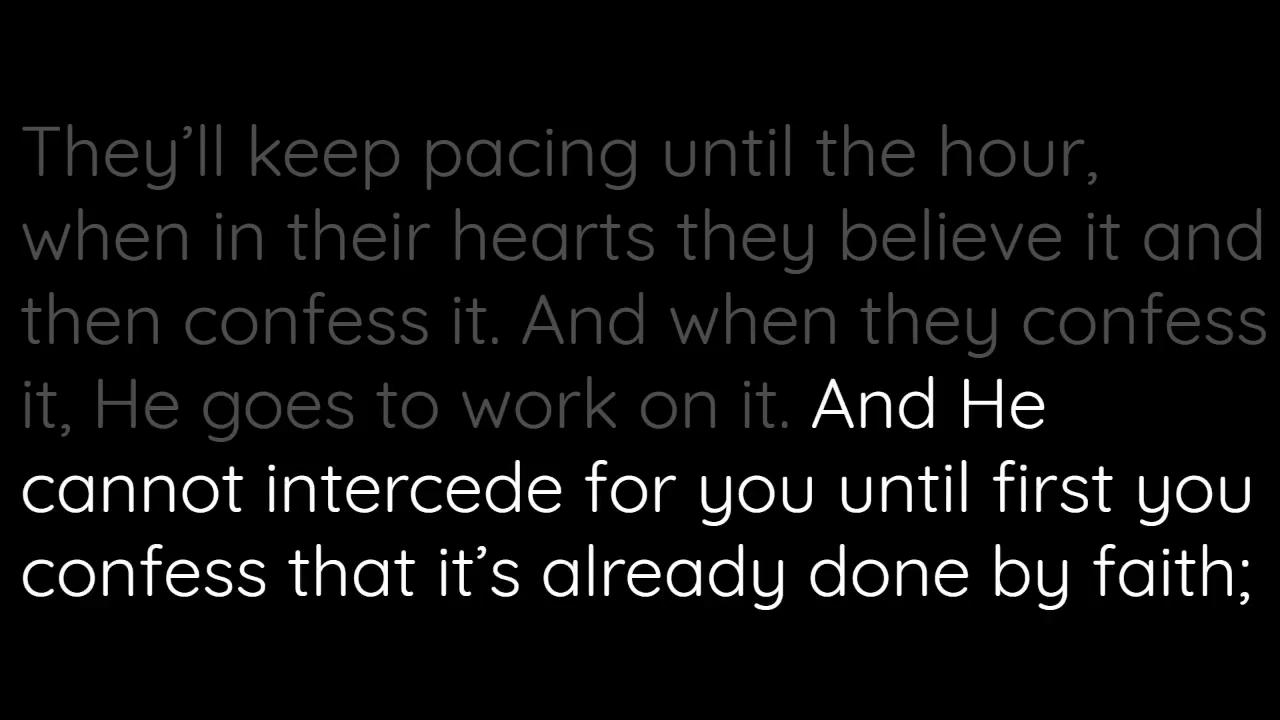 They’ll keep pacing until the hour,
when in their hearts they believe it and
then confess it. And when they confess
it, He goes to work on it. And He
cannot intercede for you until first you
confess that it’s already done by faith;